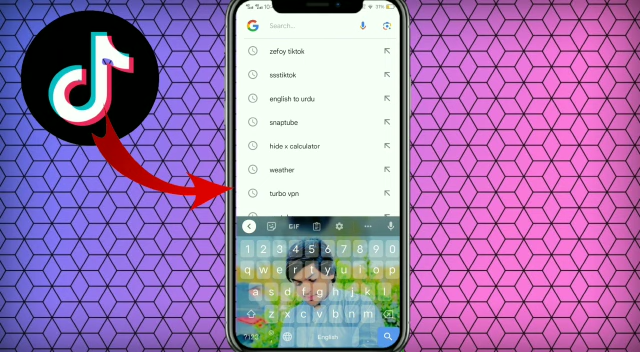 37%
Search...
zefoy tiktok
ssstiktok
english to urdu
snaptube
hide x calculator
weather
turbo vpn
GIF
1 2 3 4 5 6 7 8 9 0
q w e r t y u i o p
a s d f g h j k l
z x c v b n m
English